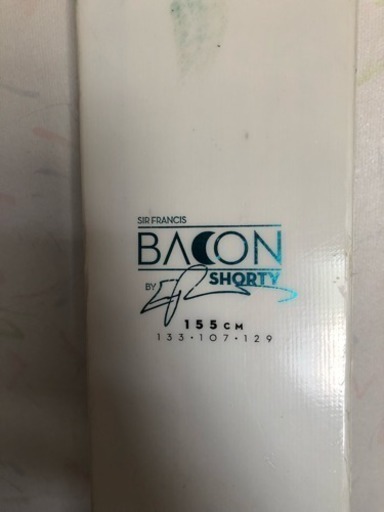 SIR FRANCIS
BACON
BY SHORTY
155 CM
133 • 107 • 129